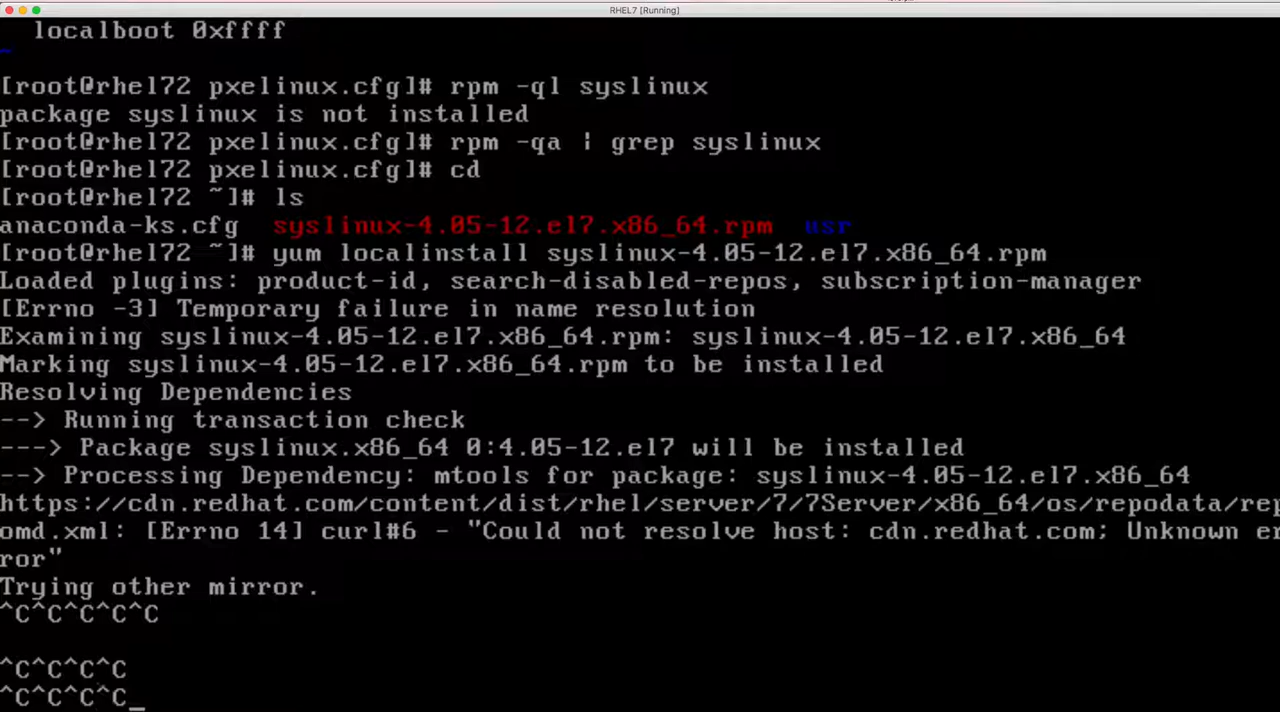 RHEL7 [Running]
localboot 0xffff
[root@rhel72 pxelinux.cfg]# rpm -ql syslinux
package syslinux is not installed
[root@rhel72 pxelinux.cfg]# rpm -qa | grep syslinux
[root@rhel72 pxelinux.cfg]# cd
[root@rhel72 ~]# ls
anaconda-ks.cfg  syslinux-4.05-12.el7.x86_64.rpm  usr
[root@rhel72 ~]# yum localinstall syslinux-4.05-12.el7.x86_64.rpm
Loaded plugins: product-id, search-disabled-repos, subscription-manager
[Errno -3] Temporary failure in name resolution
Examining syslinux-4.05-12.el7.x86_64.rpm: syslinux-4.05-12.el7.x86_64
Marking syslinux-4.05-12.el7.x86_64.rpm to be installed
Resolving Dependencies
--> Running transaction check
---> Package syslinux.x86_64 0:4.05-12.el7 will be installed
--> Processing Dependency: mtools for package: syslinux-4.05-12.el7.x86_64
https://cdn.redhat.com/content/dist/rhel/server/7/7Server/x86_64/os/repodata/rep
omd.xml: [Errno 14] curl#6 - "Could not resolve host: cdn.redhat.com; Unknown er
ror"
Trying other mirror.
^C^C^C^C^C
^C^C^C^C
^C^C^C^C_